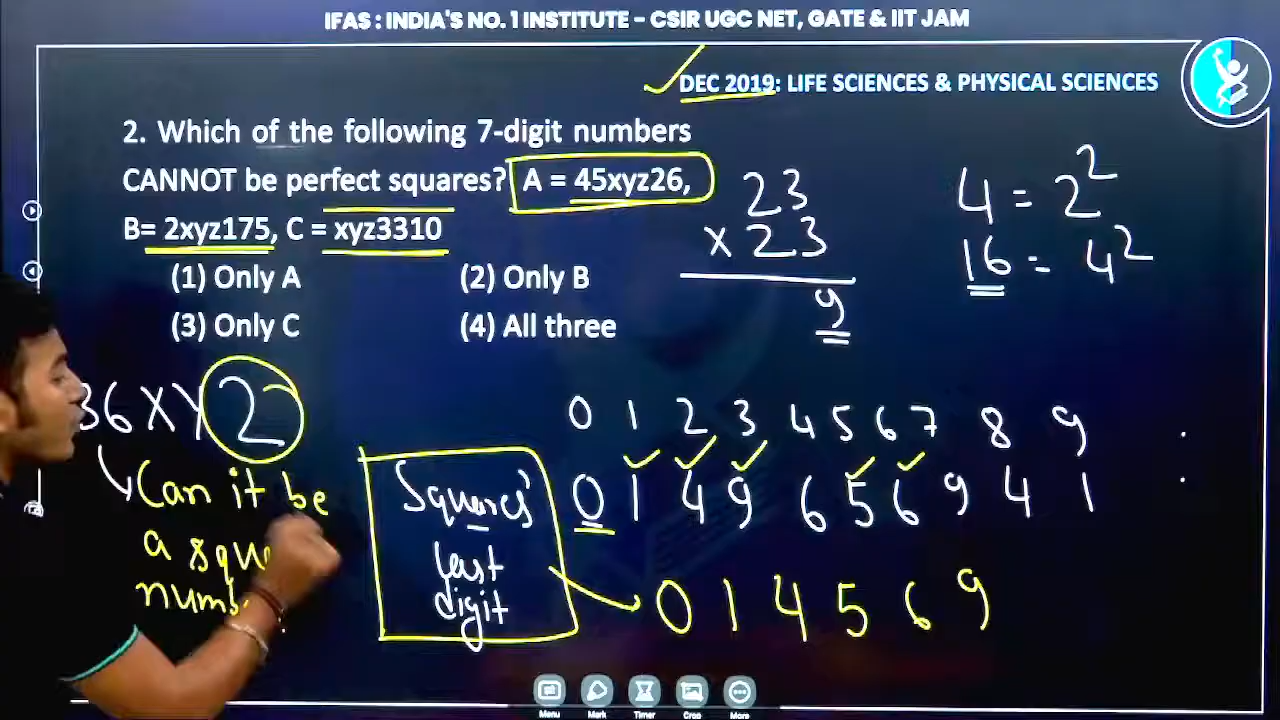 IFAS : INDIA'S NO. 1 INSTITUTE – CSIR UGC NET, GATE & IIT JAM
DEC 2019: LIFE SCIENCES & PHYSICAL SCIENCES
2. Which of the following 7-digit numbers
CANNOT be perfect squares? A = 45xyz26,
B= 2xyz175, C = xyz3310
(1) Only A
(2) Only B
(3) Only C
(4) All three
23
x 23
9
4 = 2²
16 = 4²
36XY2
Can it be
a squ
numb
0 1 2 3 4 5 6 7 8 9
0 1 4 9 6 5 6 9 4 1
Squares'
last
digit
0 1 4 5 6 9
Menu
Mark
Timer
Crop
More